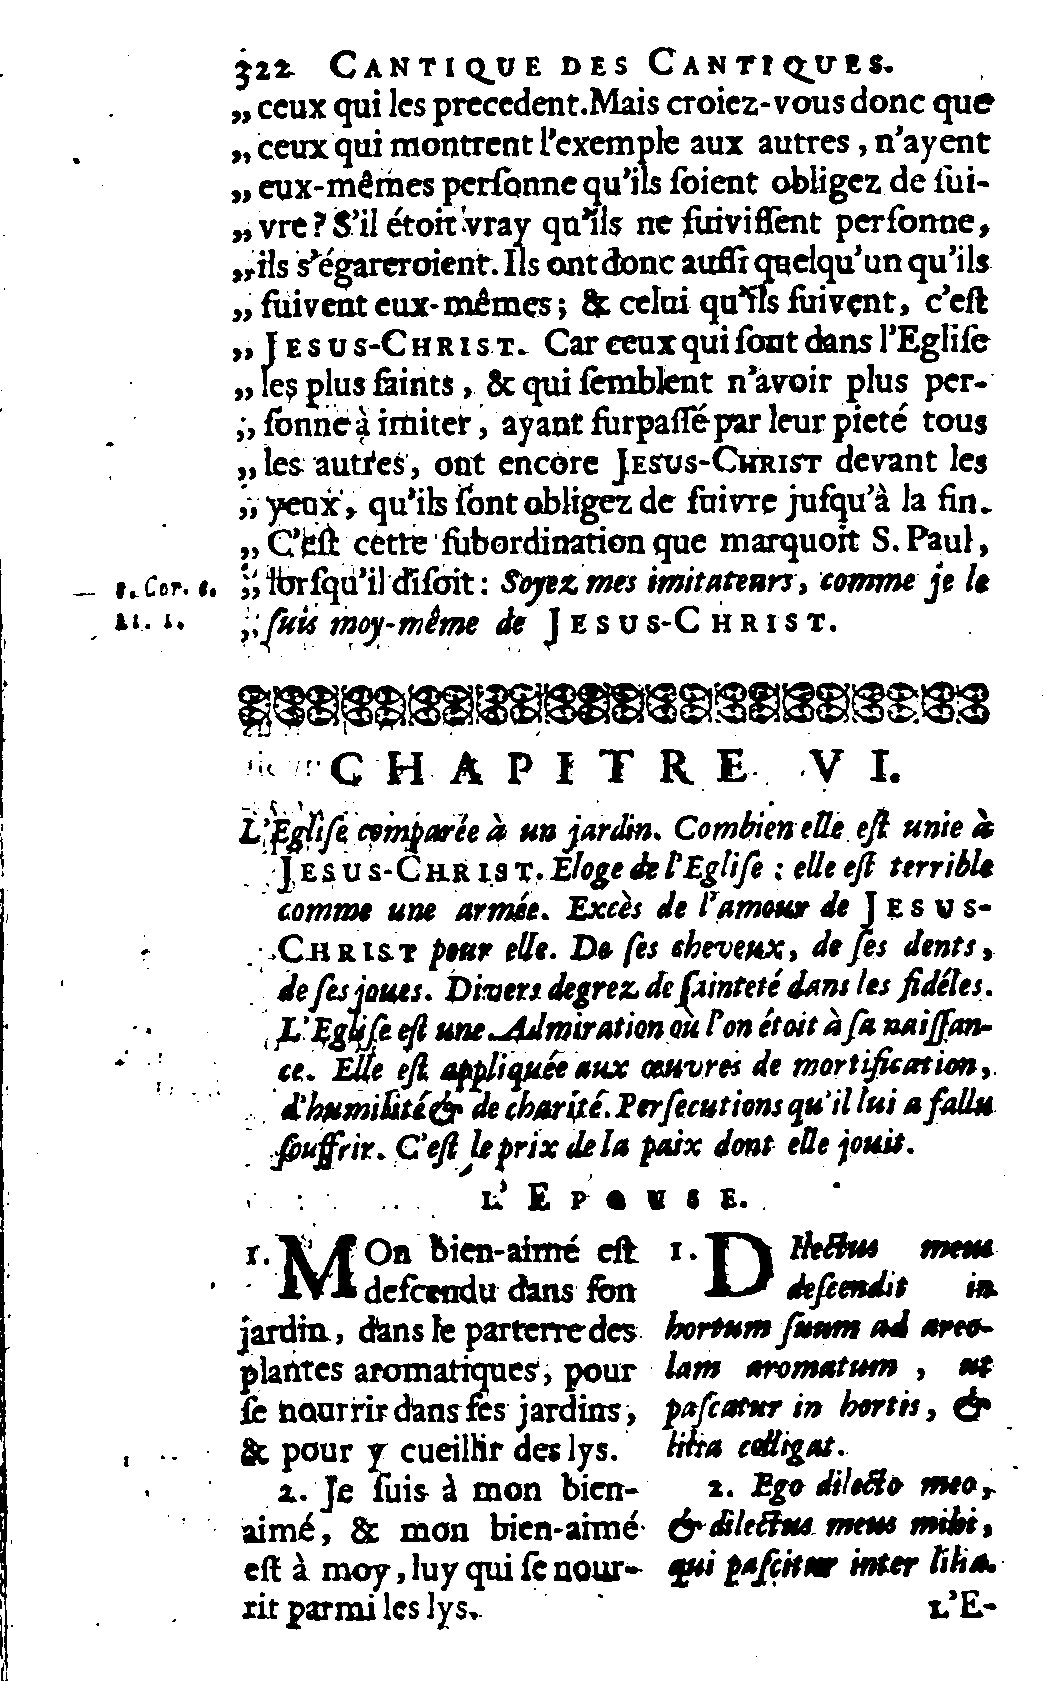 322 CANTIQUE DES CANTIQUES.
„ ceux qui les precedent. Mais croiez-vous donc que
„ ceux qui montrent l'exemple aux autres, n'ayent
„ eux-mêmes perſonne qu'ils ſoient obligez de ſui-
„ vre? S'il étoit vray qu'ils ne ſuiviſſent perſonne,
„ ils s'égareroient. Ils ont donc auſſi quelqu'un qu'ils
„ ſuivent eux-mêmes; & celui qu'ils ſuivent, c'eſt
„ JESUS-CHRIST. Car ceux qui ſont dans l'Egliſe
„ les plus ſaints, & qui ſemblent n'avoir plus per-
„ ſonne à imiter, ayant ſurpaſſé par leur pieté tous
„ les autres, ont encore JESUS-CHRIST devant les
„ yeux, qu'ils ſont obligez de ſuivre juſqu'à la fin.
„ C'eſt cette ſubordination que marquoit S. Paul,
1. Cor. c. „ lorſqu'il diſoit: Soyez mes imitateurs, comme je le
11. 1. „ ſuis moy-même de JESUS-CHRIST.
CHAPITRE VI.
L'Egliſe comparée à un jardin. Combien elle eſt unie à
JESUS-CHRIST. Eloge de l'Egliſe : elle eſt terrible
comme une armée. Excès de l'amour de JESUS-
CHRIST pour elle. De ſes cheveux, de ſes dents,
de ſes joues. Divers degrez de ſainteté dans les fidéles.
L'Egliſe eſt une Admiration où l'on étoit à ſa naiſſan-
ce. Elle eſt appliquée aux œuvres de mortification,
d'humilité & de charité. Perſecutions qu'il lui a fallu
ſouffrir. C'eſt le prix de la paix dont elle jouit.
L'EPOUSE.
1. MOn bien-aimé eſt
deſcendu dans ſon
jardin, dans le parterre des
plantes aromatiques, pour
ſe nourrir dans ſes jardins,
& pour y cueillir des lys.
2. Je ſuis à mon bien-
aimé, & mon bien-aimé
eſt à moy, luy qui ſe nour-
rit parmi les lys.
1. DIlectus meus
deſcendit in
hortum ſuum ad areo-
lam aromatum, ut
paſcatur in hortis, &
lilia colligat.
2. Ego dilecto meo,
& dilectus meus mihi,
qui paſcitur inter lilia.
L'E-